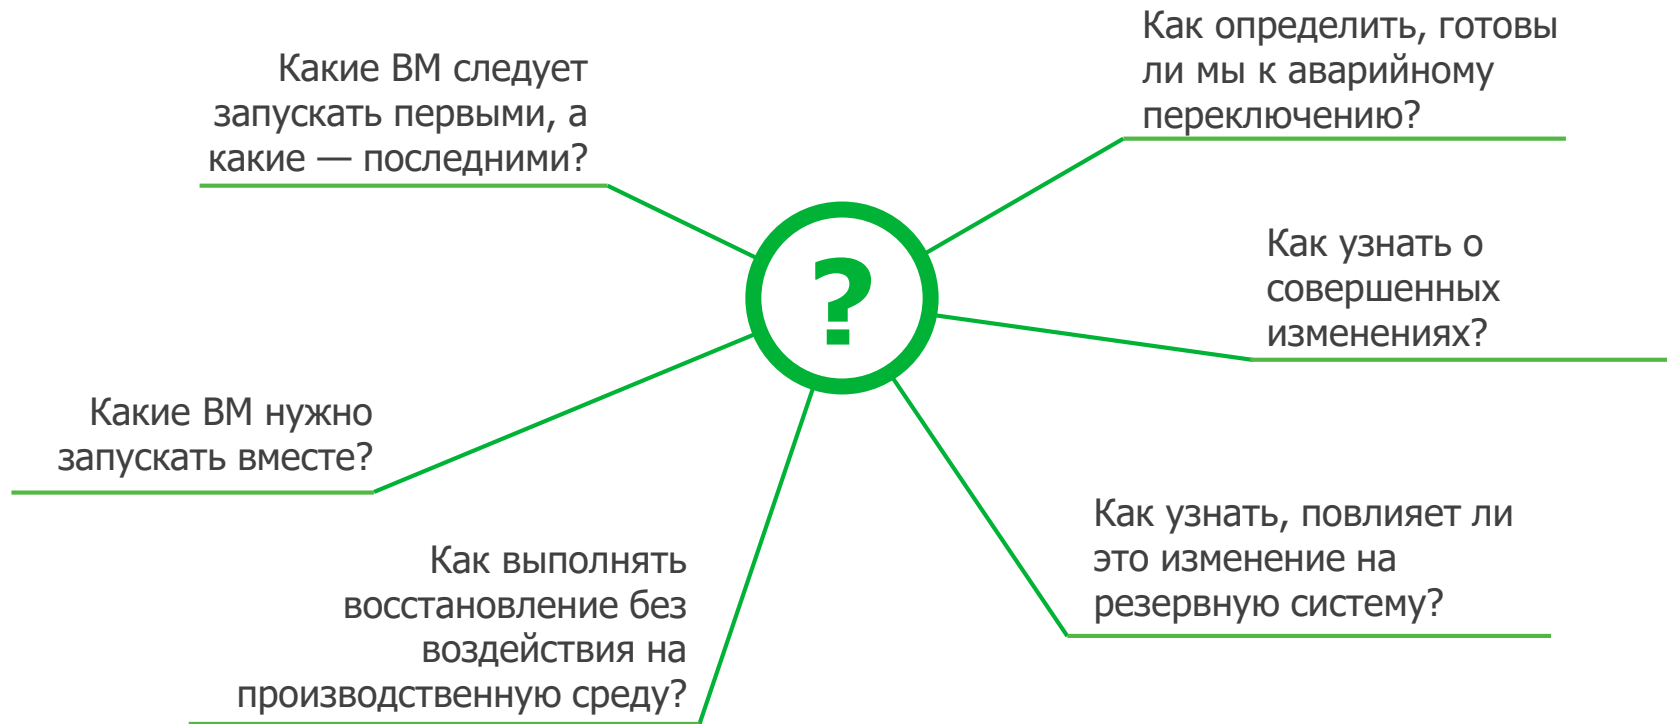 Какие ВМ следует
запускать первыми, а
какие — последними?
Как определить, готовы
ли мы к аварийному
переключению?
Как узнать о
совершенных
изменениях?
?
Какие ВМ нужно
запускать вместе?
Как узнать, повлияет ли
это изменение на
резервную систему?
Как выполнять
восстановление без
воздействия на
производственную среду?